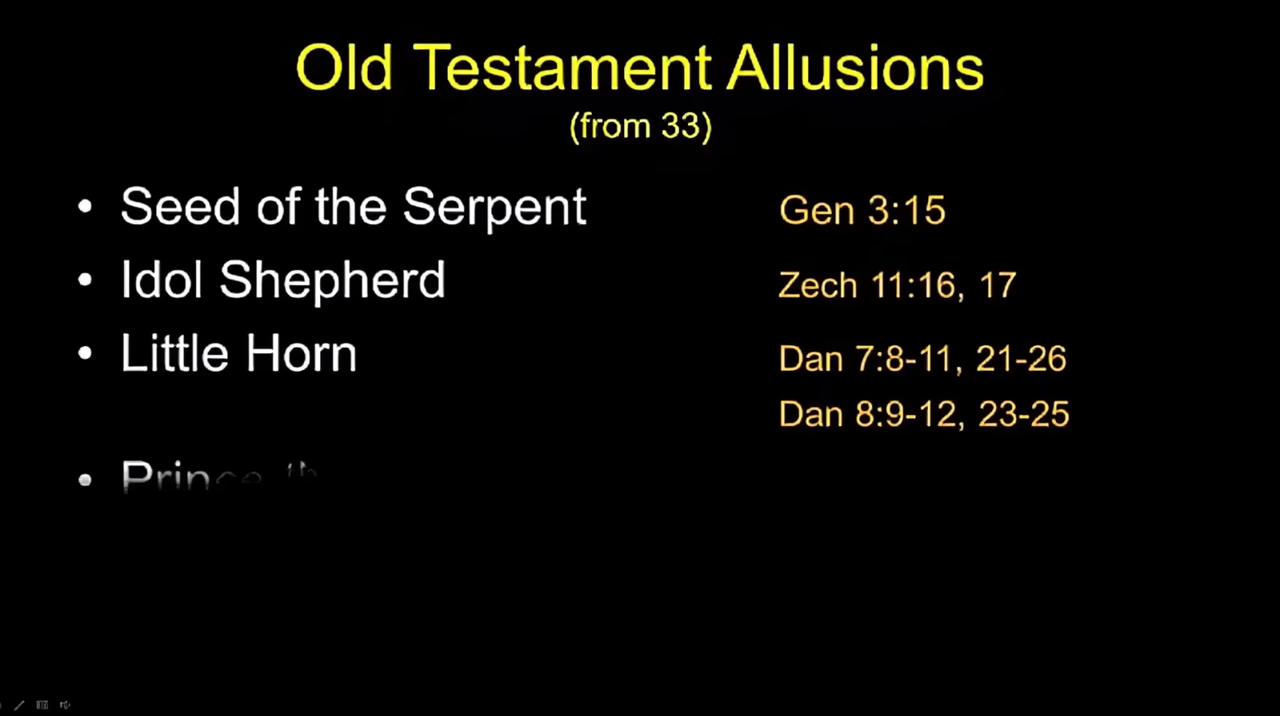 Old Testament Allusions
(from 33)
• Seed of the Serpent Gen 3:15
• Idol Shepherd Zech 11:16, 17
• Little Horn Dan 7:8-11, 21-26
Dan 8:9-12, 23-25
• Prince